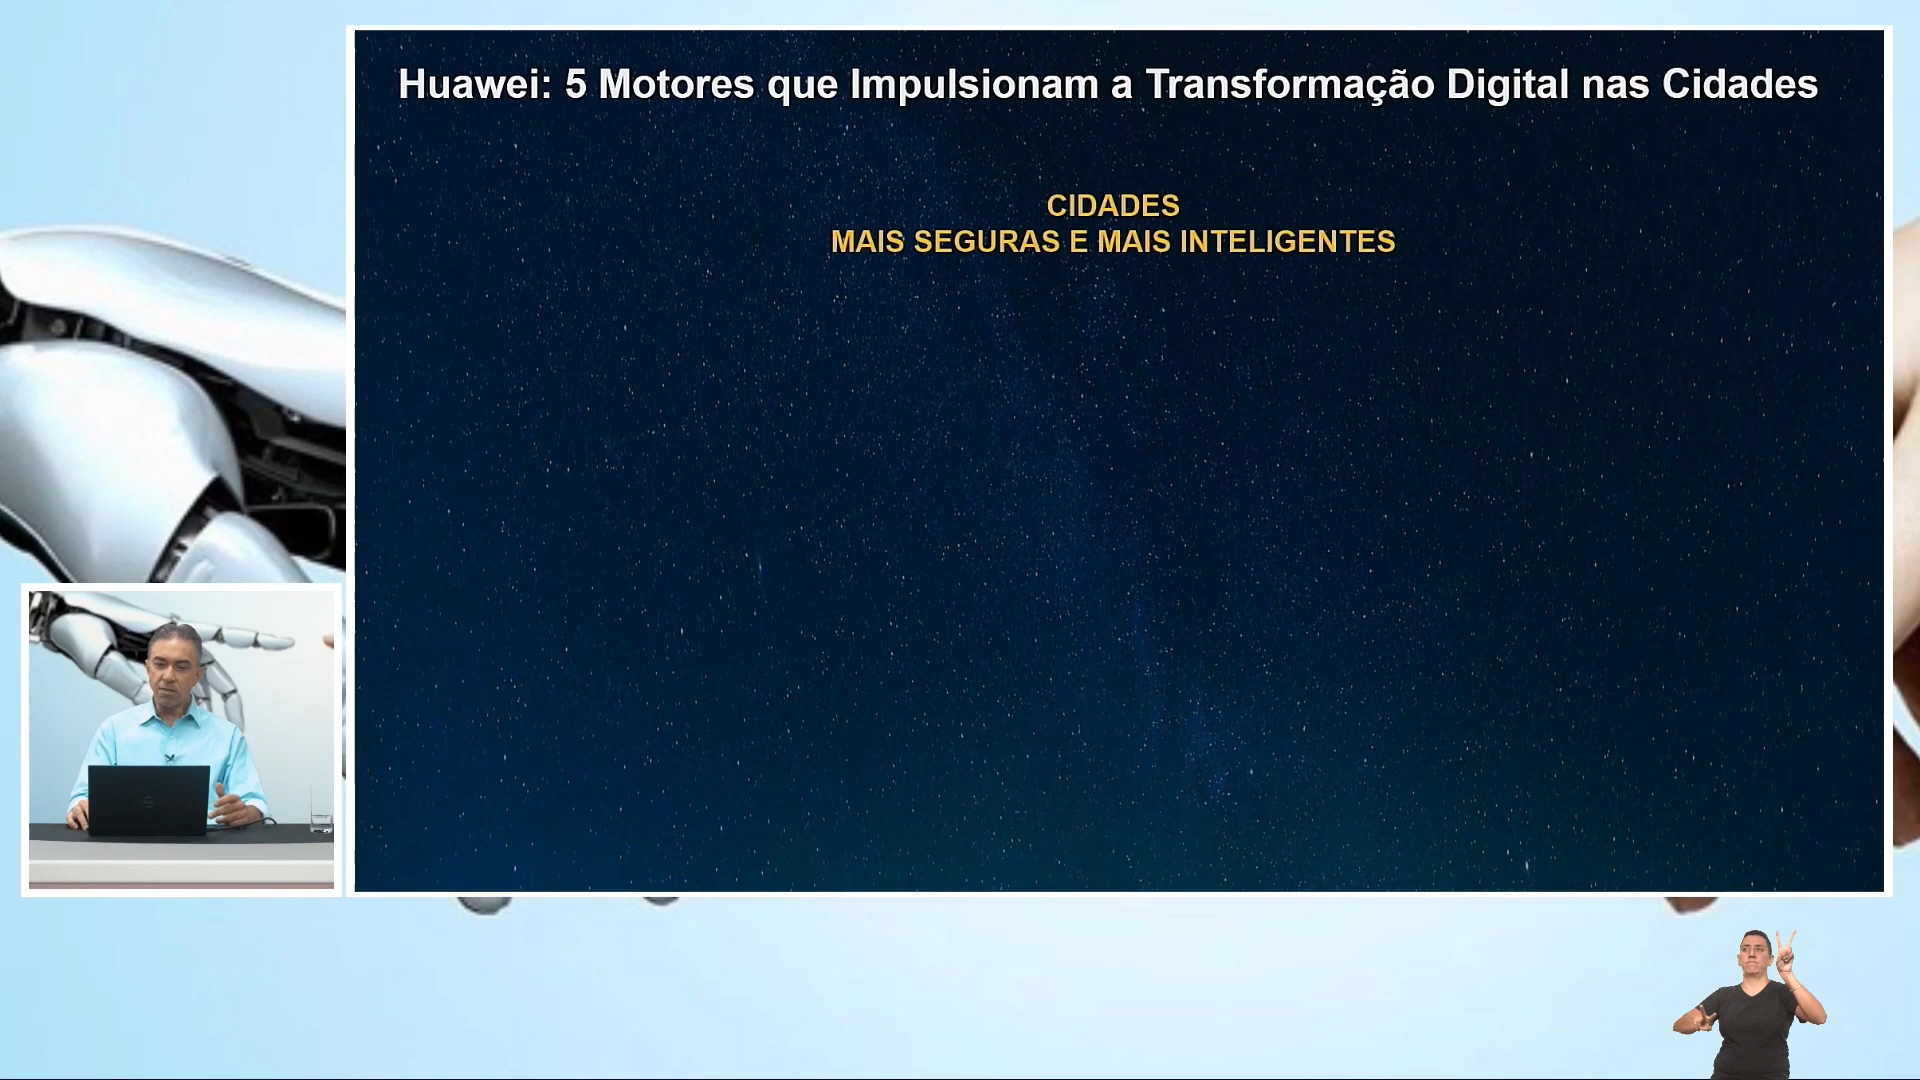 Huawei: 5 Motores que Impulsionam a Transformação Digital nas Cidades
CIDADES
MAIS SEGURAS E MAIS INTELIGENTES